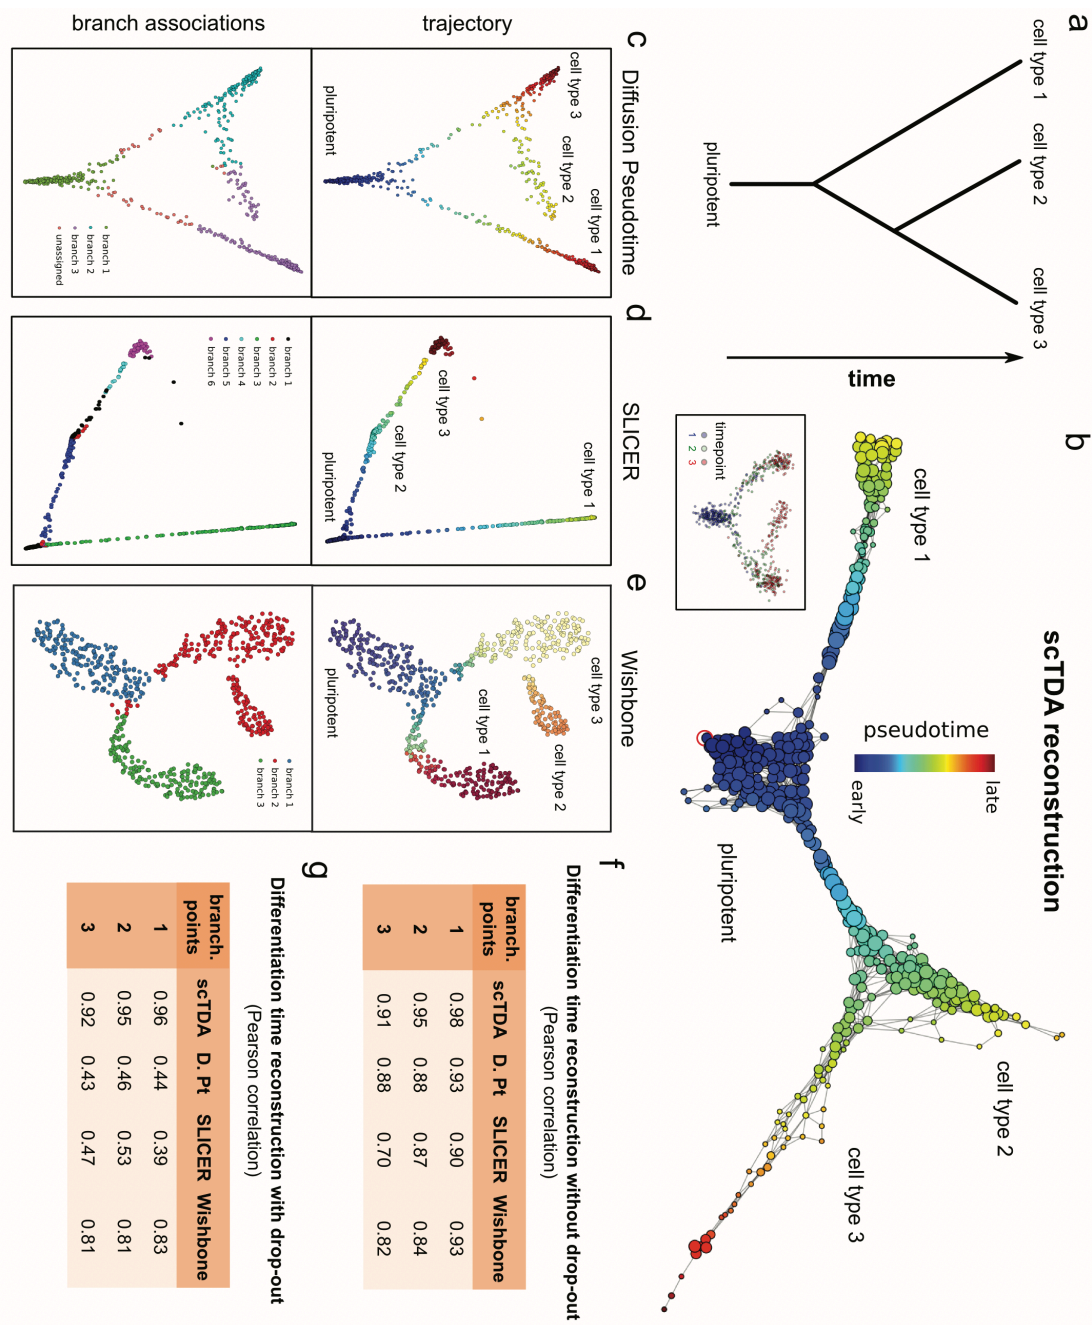 a
cell type 1
cell type 2
cell type 3
pluripotent
time
b
scTDA reconstruction
cell type 1
pseudotime
early
late
pluripotent
cell type 2
cell type 3
timepoint
1
2
3
c
Diffusion Pseudotime
trajectory
cell type 3
cell type 2
cell type 1
pluripotent
branch associations
branch 1
branch 2
branch 3
unassigned
d
SLICER
cell type 1
cell type 3
cell type 2
pluripotent
branch 1
branch 2
branch 3
branch 4
branch 5
branch 6
e
Wishbone
cell type 3
cell type 1
cell type 2
pluripotent
branch 1
branch 2
branch 3
f
Differentiation time reconstruction without drop-out
(Pearson correlation)
branch. points scTDA D. Pt SLICER Wishbone
1 0.98 0.93 0.90 0.93
2 0.95 0.88 0.87 0.84
3 0.91 0.88 0.70 0.82
g
Differentiation time reconstruction with drop-out
(Pearson correlation)
branch. points scTDA D. Pt SLICER Wishbone
1 0.96 0.44 0.39 0.83
2 0.95 0.46 0.53 0.81
3 0.92 0.43 0.47 0.81